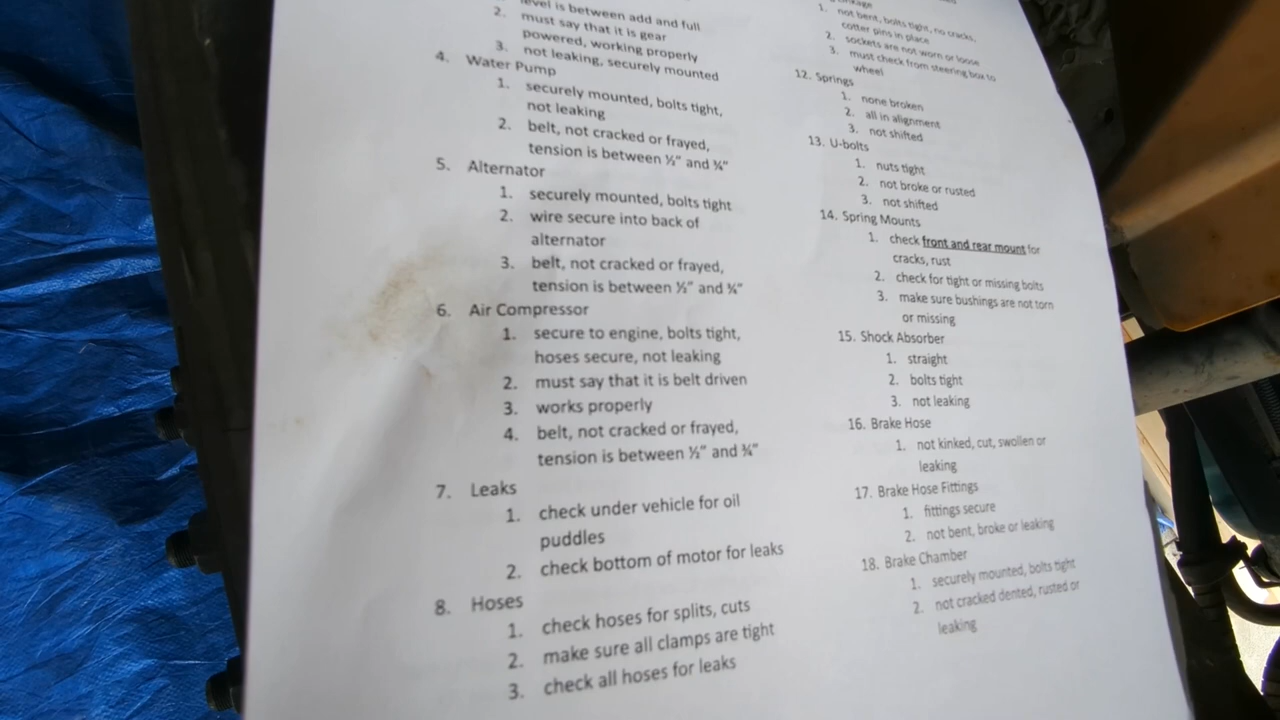 level is between add and full
2. must say that it is gear
powered, working properly
3. not leaking, securely mounted
4. Water Pump
1. securely mounted, bolts tight,
not leaking
2. belt, not cracked or frayed,
tension is between ½” and ¾”
5. Alternator
1. securely mounted, bolts tight
2. wire secure into back of
alternator
3. belt, not cracked or frayed,
tension is between ½” and ¾”
6. Air Compressor
1. secure to engine, bolts tight,
hoses secure, not leaking
2. must say that it is belt driven
3. works properly
4. belt, not cracked or frayed,
tension is between ½” and ¾”
7. Leaks
1. check under vehicle for oil
puddles
2. check bottom of motor for leaks
8. Hoses
1. check hoses for splits, cuts
2. make sure all clamps are tight
3. check all hoses for leaks
1. not bent, bolts tight, no cracks,
cotter pins in place
2. sockets are not worn or loose
3. must check from steering box to
wheel
12. Springs
1. none broken
2. all in alignment
3. not shifted
13. U-bolts
1. nuts tight
2. not broke or rusted
3. not shifted
14. Spring Mounts
1. check front and rear mount for
cracks, rust
2. check for tight or missing bolts
3. make sure bushings are not torn
or missing
15. Shock Absorber
1. straight
2. bolts tight
3. not leaking
16. Brake Hose
1. not kinked, cut, swollen or
leaking
17. Brake Hose Fittings
1. fittings secure
2. not bent, broke or leaking
18. Brake Chamber
1. securely mounted, bolts tight
2. not cracked dented, rusted or
leaking